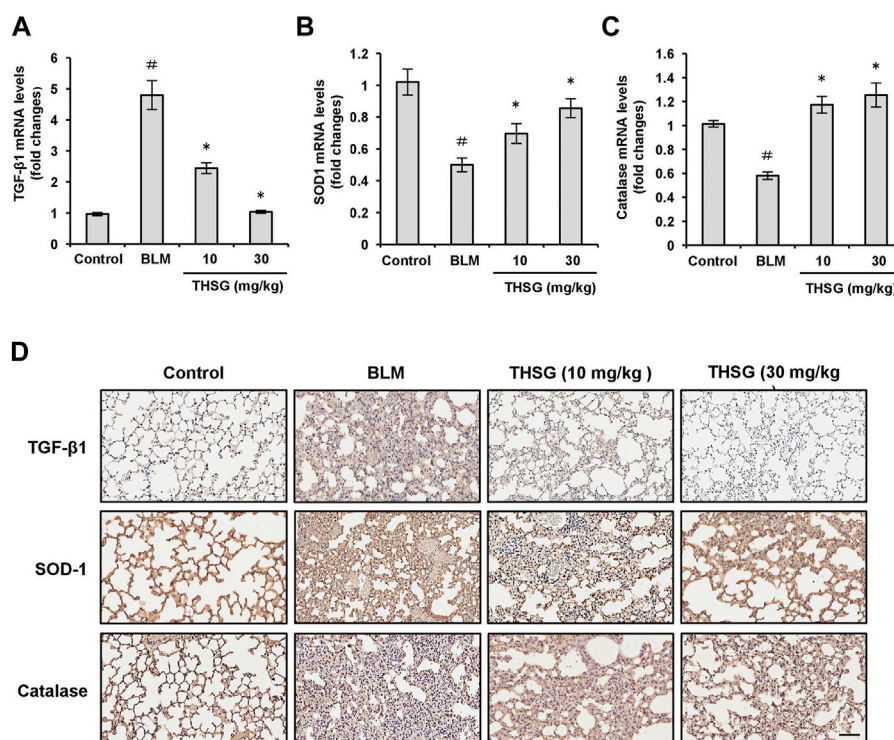 A
TGF-β1 mRNA levels
(fold changes)
6
5
4
3
2
1
0
#
*
*
Control
BLM
10
30
THSG (mg/kg)
B
SOD1 mRNA levels
(fold changes)
1.2
1
0.8
0.6
0.4
0.2
0
#
*
*
Control
BLM
10
30
THSG (mg/kg)
C
Catalase mRNA levels
(fold changes)
1.6
1.4
1.2
1.0
0.8
0.6
0.4
0.2
0
#
*
*
Control
BLM
10
30
THSG (mg/kg)
D
Control
BLM
THSG (10 mg/kg )
THSG (30 mg/kg
TGF-β1
SOD-1
Catalase